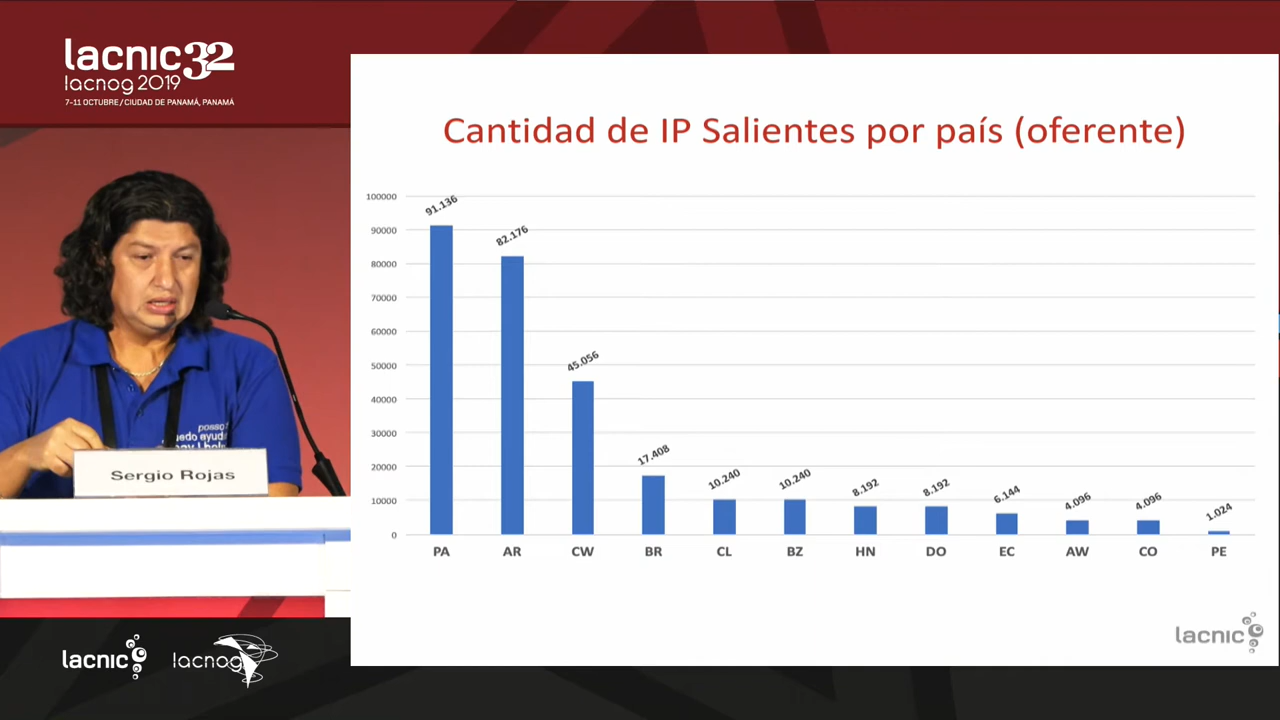 lacnic 32
lacnog 2019
7-11 OCTUBRE / CIUDAD DE PANAMÁ, PANAMÁ
Cantidad de IP Salientes por país (oferente)
100000
90000
80000
70000
60000
50000
40000
30000
20000
10000
0
91.136
82.176
45.056
17.408
10.240
10.240
8.192
8.192
6.144
4.096
4.096
1.024
PA AR CW BR CL BZ HN DO EC AW CO PE
lacnic
posso
Sergio Rojas
lacnic lacnog